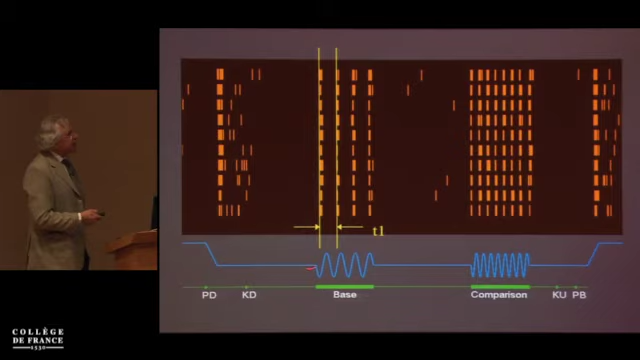 t1
PD
KD
Base
Comparison
KU
PB
COLLÈGE
DE FRANCE
1530